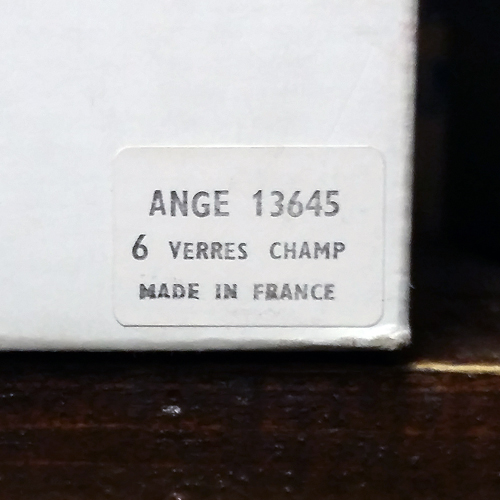 ANGE 13645
6 VERRES CHAMP
MADE IN FRANCE